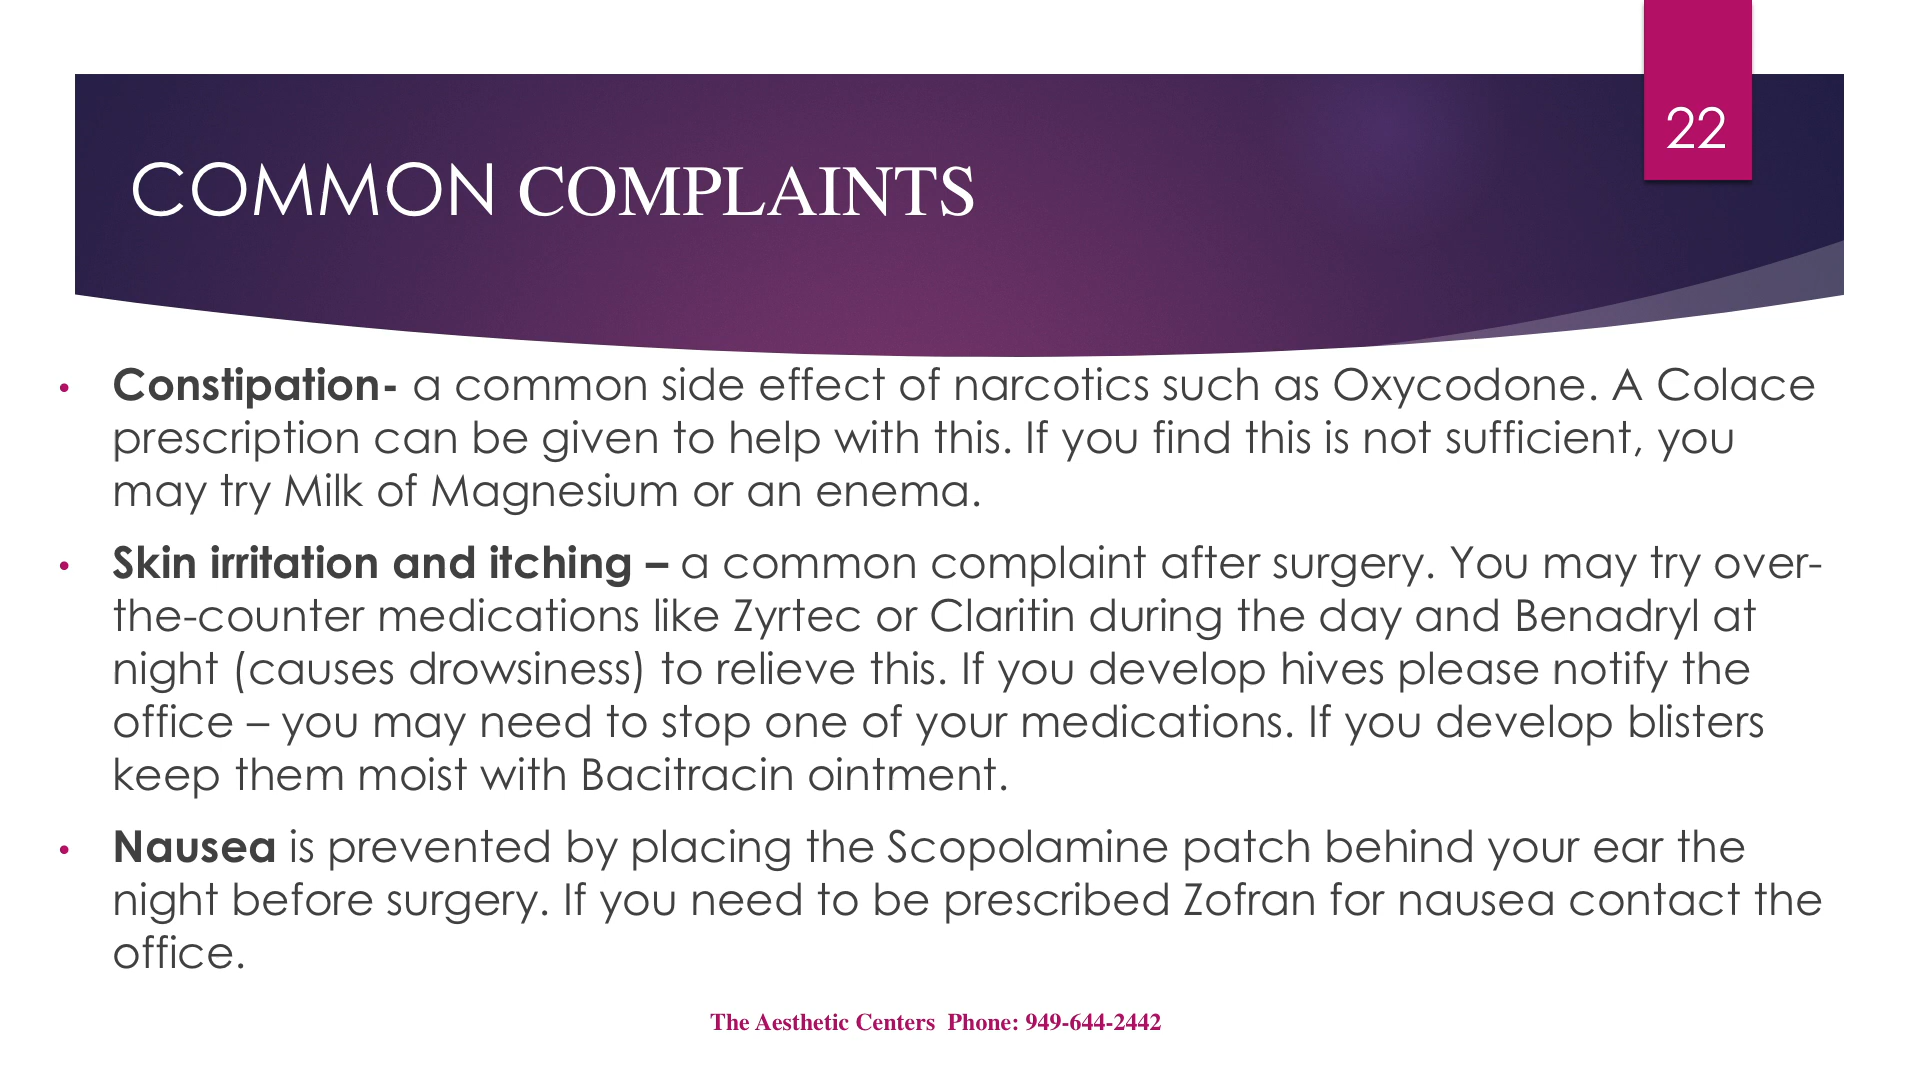 22
COMMON COMPLAINTS
• Constipation- a common side effect of narcotics such as Oxycodone. A Colace
prescription can be given to help with this. If you find this is not sufficient, you
may try Milk of Magnesium or an enema.
• Skin irritation and itching – a common complaint after surgery. You may try over-
the-counter medications like Zyrtec or Claritin during the day and Benadryl at
night (causes drowsiness) to relieve this. If you develop hives please notify the
office – you may need to stop one of your medications. If you develop blisters
keep them moist with Bacitracin ointment.
• Nausea is prevented by placing the Scopolamine patch behind your ear the
night before surgery. If you need to be prescribed Zofran for nausea contact the
office.
The Aesthetic Centers  Phone: 949-644-2442